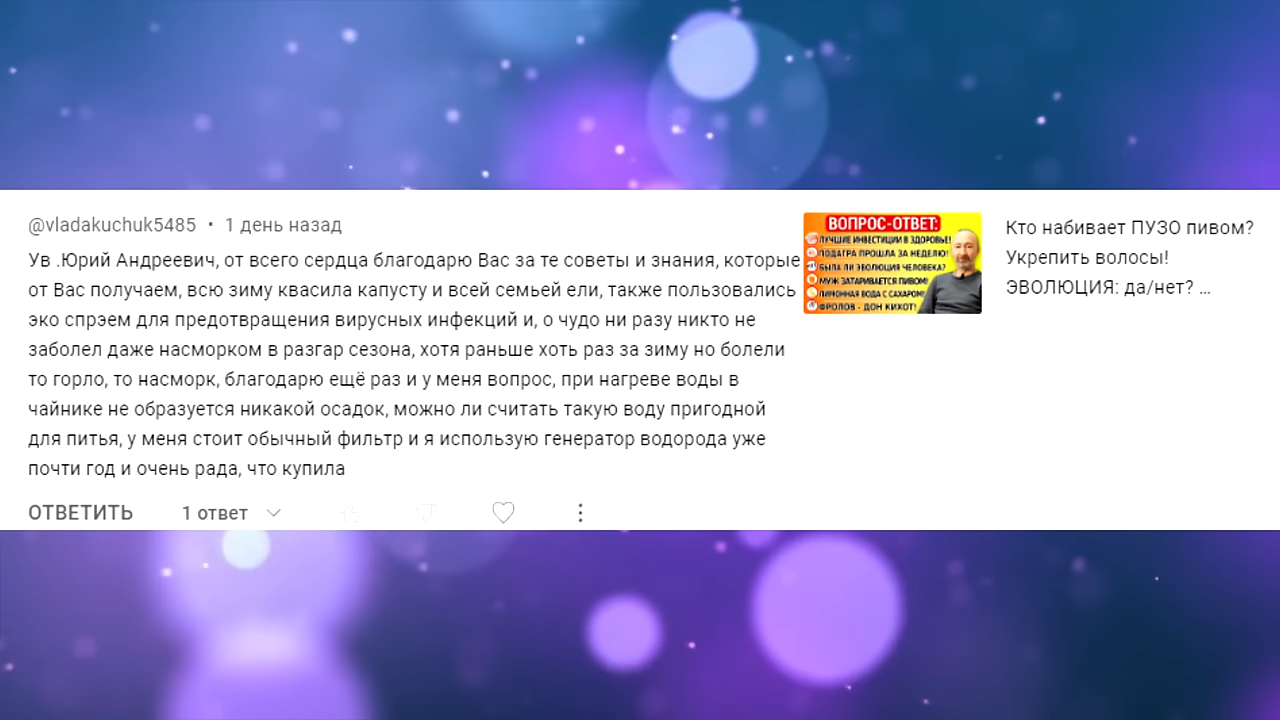 @vladakuchuk5485 • 1 день назад
Ув .Юрий Андреевич, от всего сердца благодарю Вас за те советы и знания, которые
от Вас получаем, всю зиму квасила капусту и всей семьей ели, также пользовались
эко спрэем для предотвращения вирусных инфекций и, о чудо ни разу никто не
заболел даже насморком в разгар сезона, хотя раньше хоть раз за зиму но болели
то горло, то насморк, благодарю ещё раз и у меня вопрос, при нагреве воды в
чайнике не образуется никакой осадок, можно ли считать такую воду пригодной
для питья, у меня стоит обычный фильтр и я использую генератор водорода уже
почти год и очень рада, что купила
ОТВЕТИТЬ 1 ответ
ВОПРОС-ОТВЕТ:
ЛУЧШИЕ ИНВЕСТИЦИИ В ЗДОРОВЬЕ!
ПОДАГРА ПРОШЛА ЗА НЕДЕЛЮ!
БЫЛА ЛИ ЭВОЛЮЦИЯ ЧЕЛОВЕКА?
МУЖ ЗАТАРИВАЕТСЯ ПИВОМ!
ЛИМОННАЯ ВОДА С САХАРОМ!
ФРОЛОВ - ДОН КИХОТ!
Кто набивает ПУЗО пивом?
Укрепить волосы!
ЭВОЛЮЦИЯ: да/нет? ...